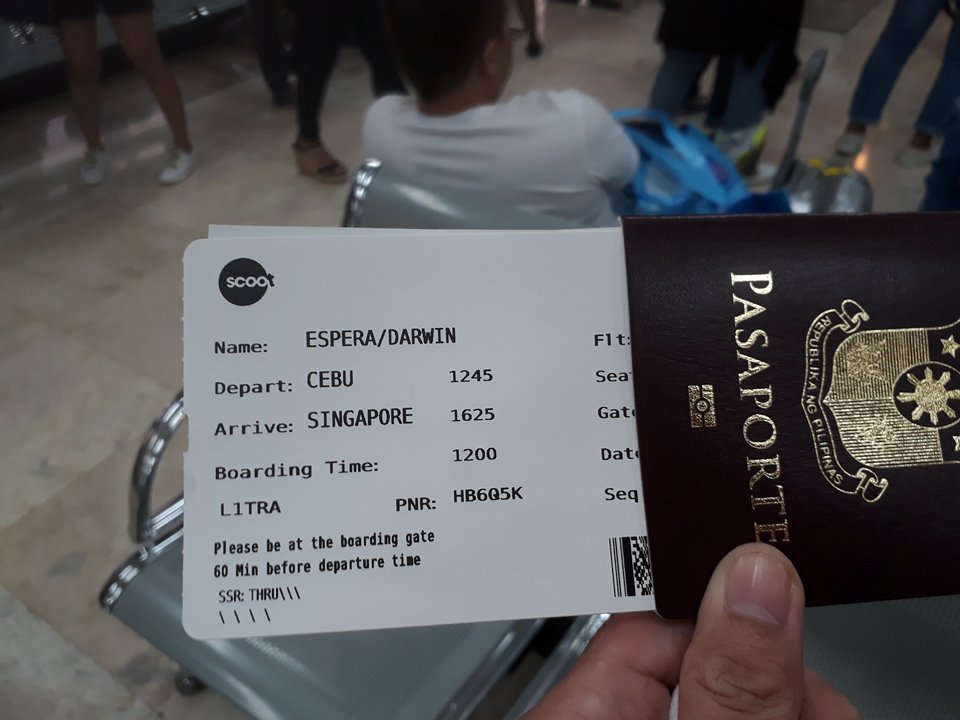 scoot
Name: ESPERA/DARWIN Flt:
Depart: CEBU 1245 Sea
Arrive: SINGAPORE 1625 Gate
Boarding Time: 1200 Date
L1TRA PNR: HB6Q5K Seq
Please be at the boarding gate
60 Min before departure time
SSR: THRU\\\
\ \ \ \
PASAPORTE
REPUBLIKA NG PILIPINAS